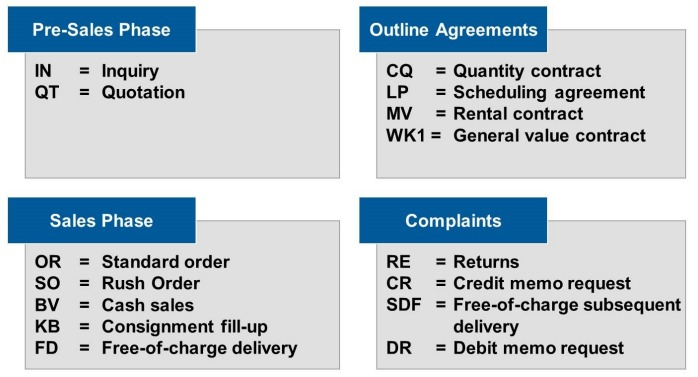 Pre-Sales Phase
IN = Inquiry
QT = Quotation
Outline Agreements
CQ = Quantity contract
LP = Scheduling agreement
MV = Rental contract
WK1 = General value contract
Sales Phase
OR = Standard order
SO = Rush Order
BV = Cash sales
KB = Consignment fill-up
FD = Free-of-charge delivery
Complaints
RE = Returns
CR = Credit memo request
SDF = Free-of-charge subsequent
delivery
DR = Debit memo request